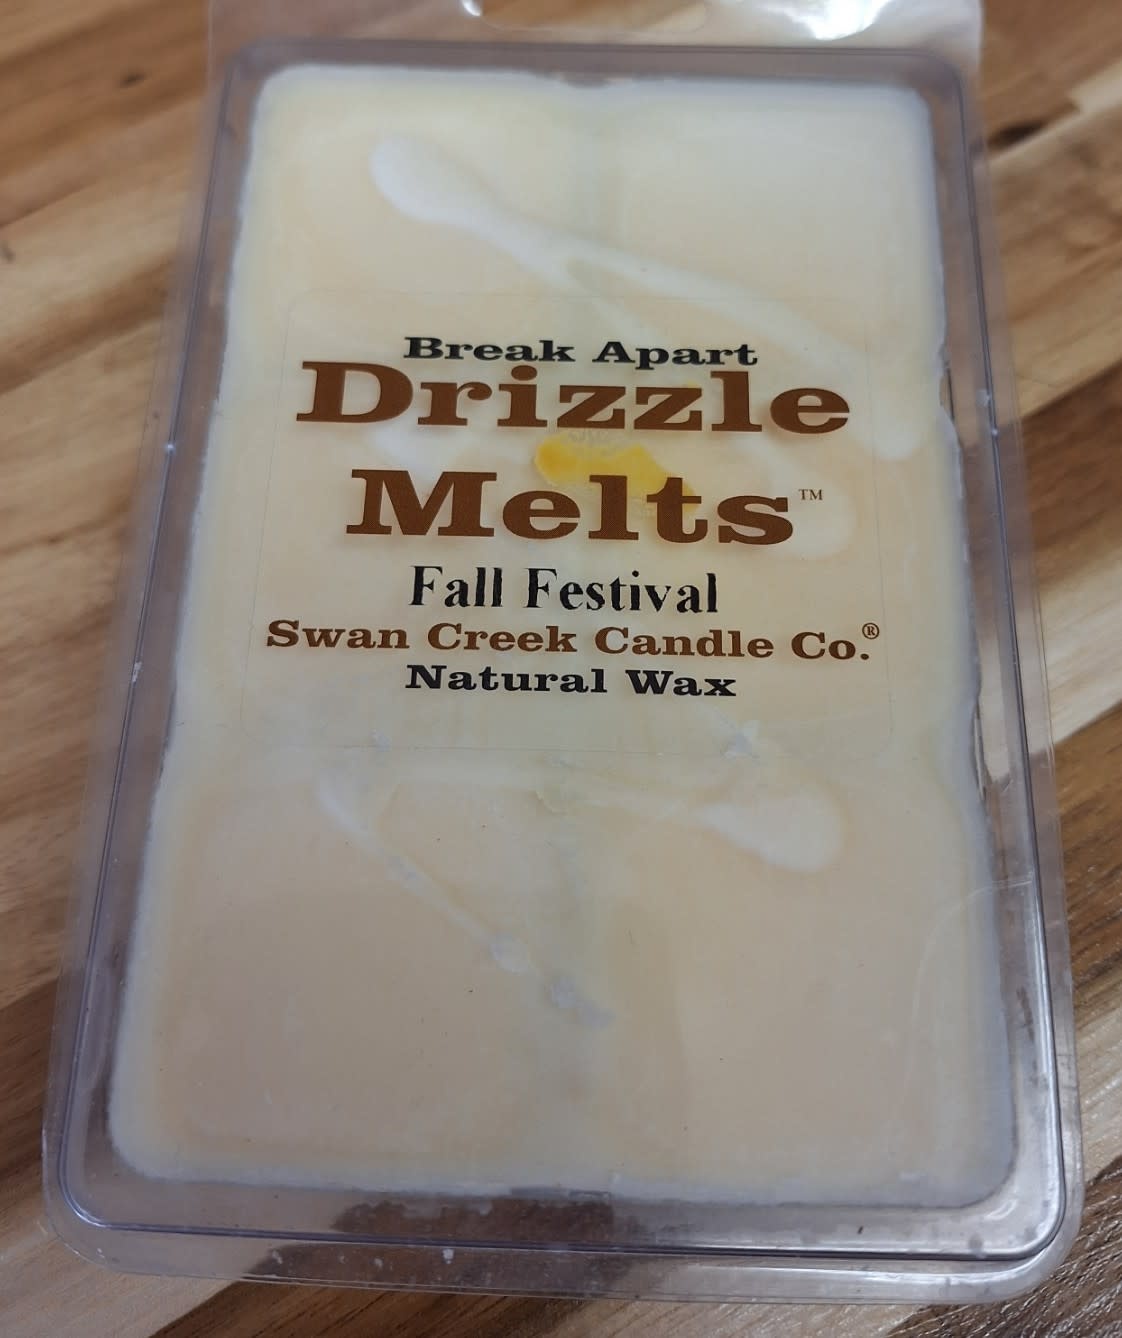 Break Apart
Drizzle
Melts™
Fall Festival
Swan Creek Candle Co.®
Natural Wax